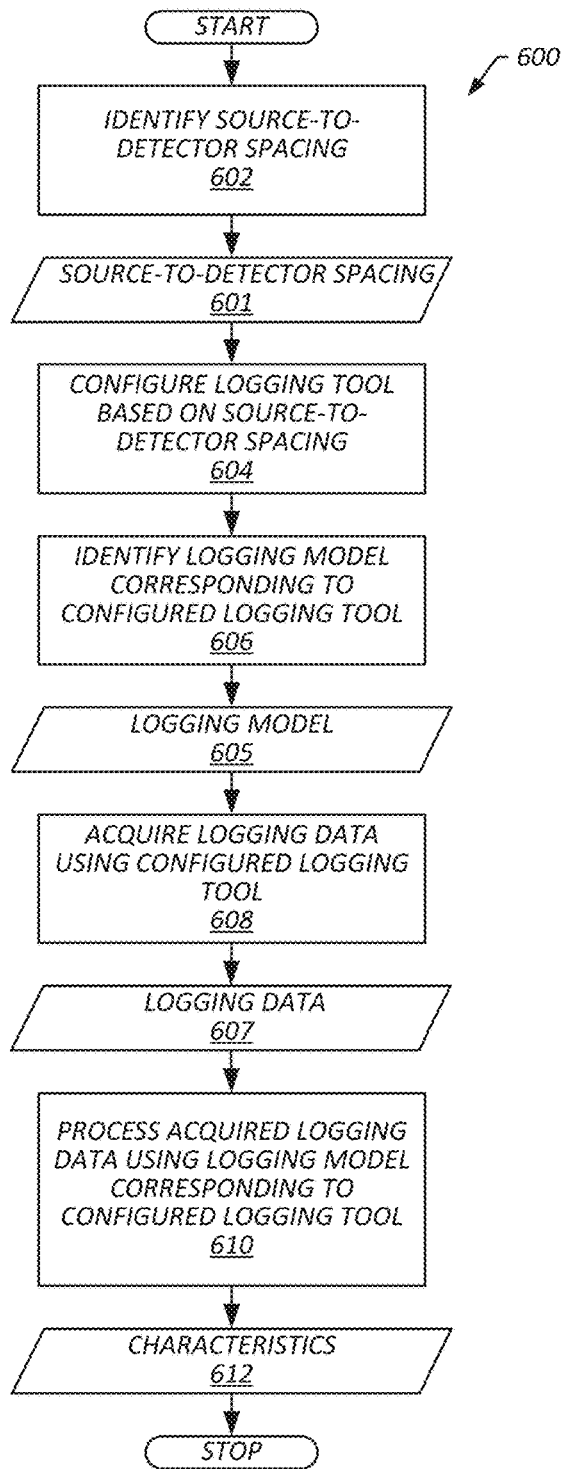 START
600
IDENTIFY SOURCE-TO-
DETECTOR SPACING
602
SOURCE-TO-DETECTOR SPACING
601
CONFIGURE LOGGING TOOL
BASED ON SOURCE-TO-
DETECTOR SPACING
604
IDENTIFY LOGGING MODEL
CORRESPONDING TO
CONFIGURED LOGGING TOOL
606
LOGGING MODEL
605
ACQUIRE LOGGING DATA
USING CONFIGURED LOGGING
TOOL
608
LOGGING DATA
607
PROCESS ACQUIRED LOGGING
DATA USING LOGGING MODEL
CORRESPONDING TO
CONFIGURED LOGGING TOOL
610
CHARACTERISTICS
612
STOP